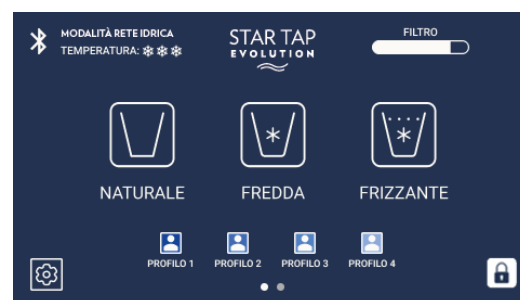 MODALITÀ RETE IDRICA
TEMPERATURA:
STAR TAP
EVOLUTION
FILTRO
NATURALE
FREDDA
FRIZZANTE
PROFILO 1
PROFILO 2
PROFILO 3
PROFILO 4